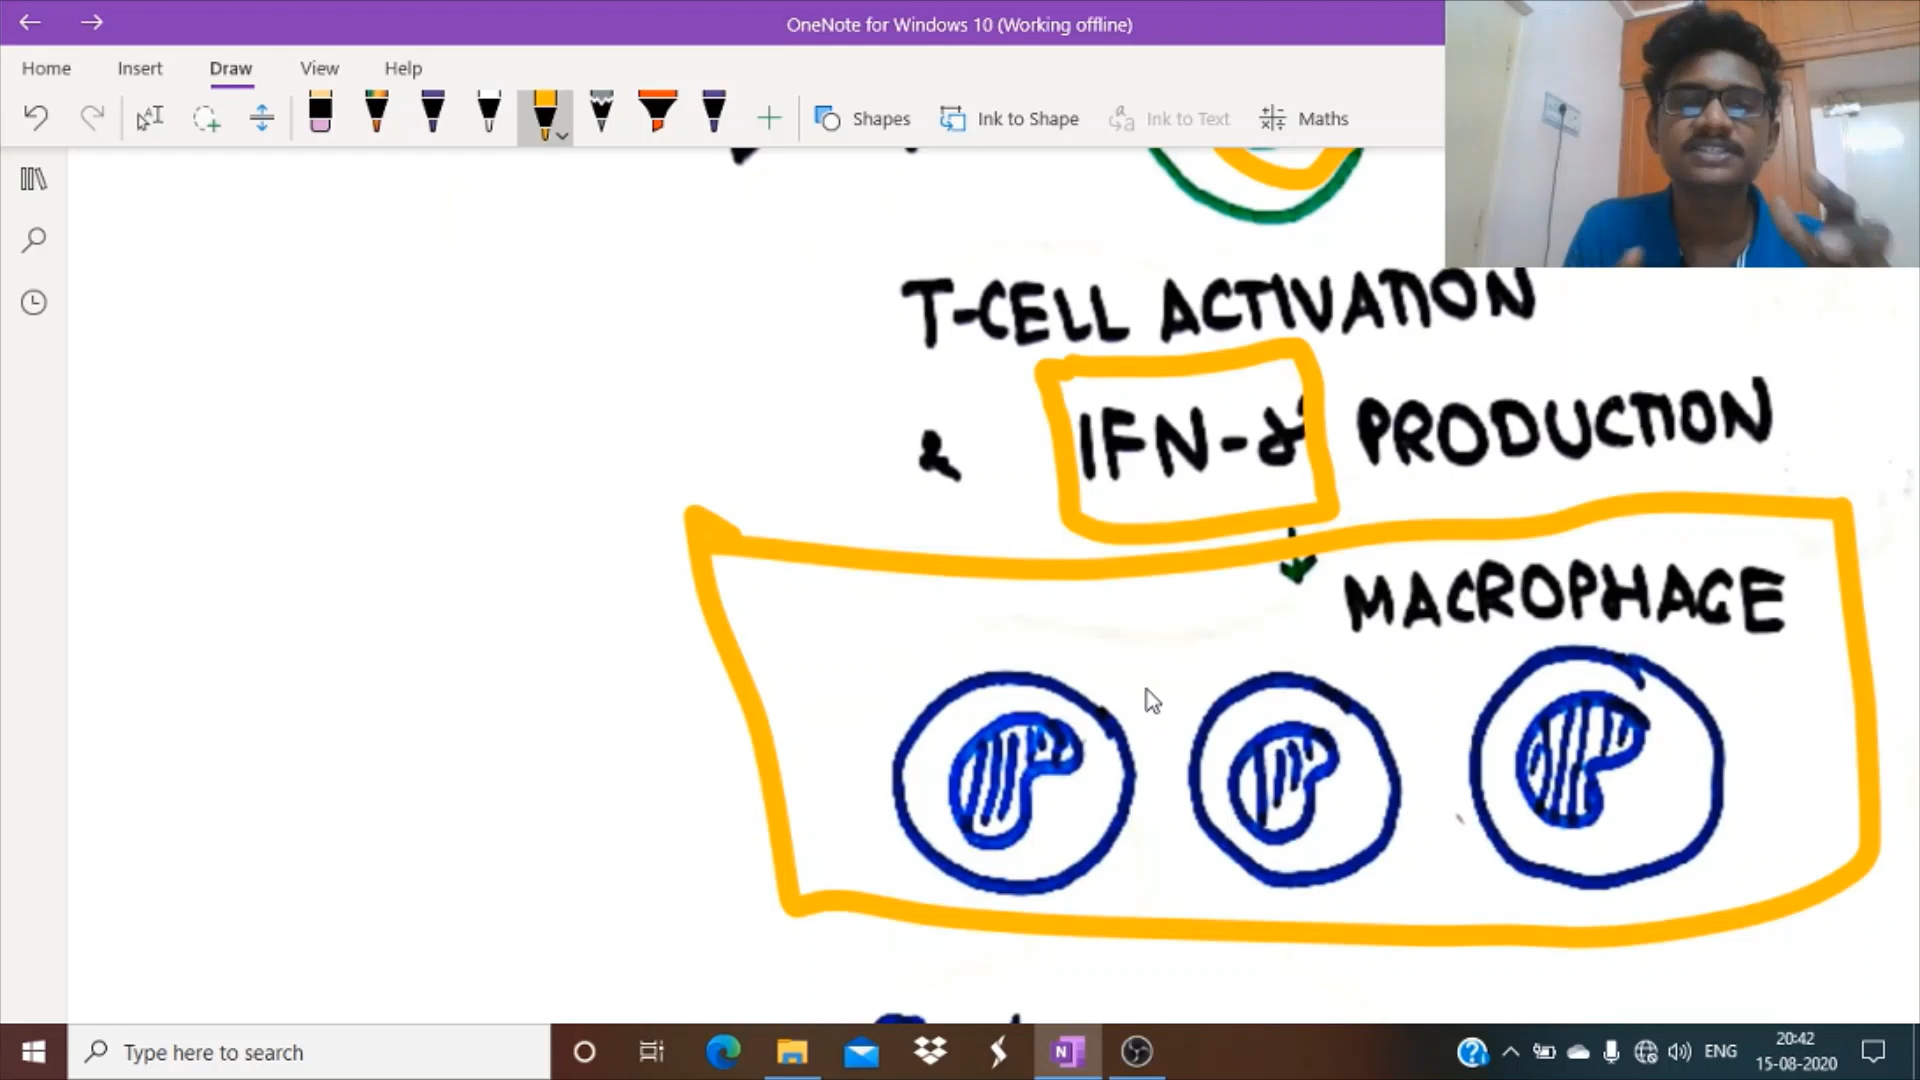 OneNote for Windows 10 (Working offline)
Home Insert Draw View Help
Shapes Ink to Shape Ink to Text Maths
T-CELL ACTIVATION
& IFN-γ PRODUCTION
MACROPHAGE
Type here to search
ENG
20:42
15-08-2020